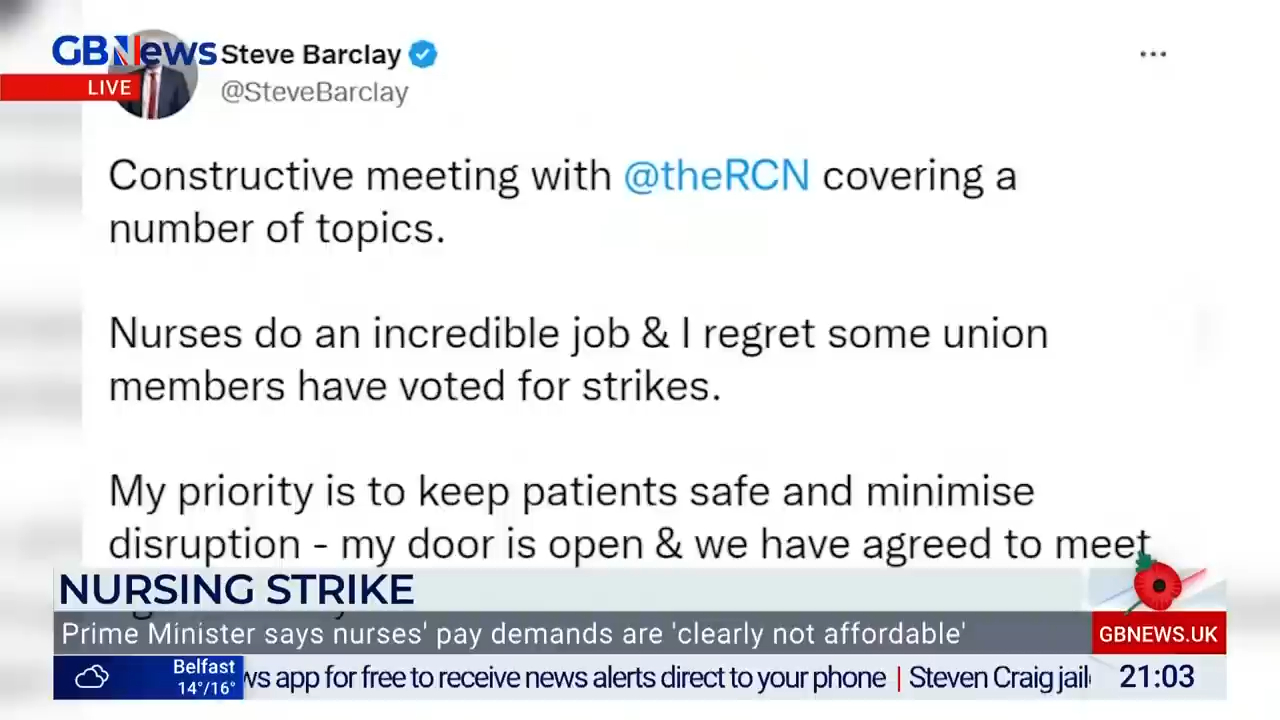 GBNews
LIVE
Steve Barclay
@SteveBarclay
Constructive meeting with @theRCN covering a
number of topics.
Nurses do an incredible job & I regret some union
members have voted for strikes.
My priority is to keep patients safe and minimise
disruption - my door is open & we have agreed to meet
NURSING STRIKE
Prime Minister says nurses' pay demands are 'clearly not affordable'
GBNEWS.UK
Belfast
14°/16°
ws app for free to receive news alerts direct to your phone | Steven Craig jail
21:03